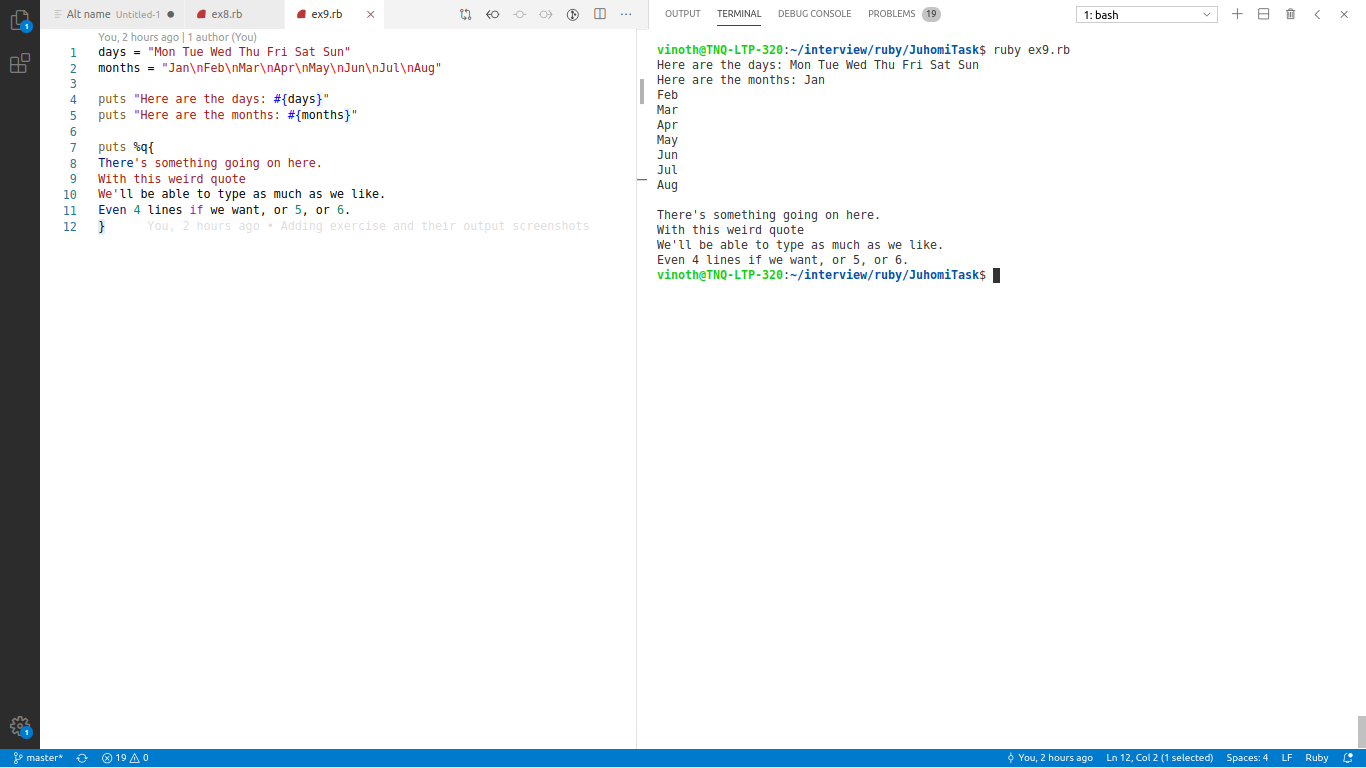 Alt name Untitled-1 ●
ex8.rb
ex9.rb
OUTPUT TERMINAL DEBUG CONSOLE PROBLEMS 19
1: bash
1
You, 2 hours ago | 1 author (You)
1 days = "Mon Tue Wed Thu Fri Sat Sun"
2 months = "Jan\nFeb\nMar\nApr\nMay\nJun\nJul\nAug"
3
4 puts "Here are the days: #{days}"
5 puts "Here are the months: #{months}"
6
7 puts %q{
8 There's something going on here.
9 With this weird quote
10 We'll be able to type as much as we like.
11 Even 4 lines if we want, or 5, or 6.
12 } You, 2 hours ago • Adding exercise and their output screenshots
vinoth@TNQ-LTP-320:~/interview/ruby/JuhomiTask$ ruby ex9.rb
Here are the days: Mon Tue Wed Thu Fri Sat Sun
Here are the months: Jan
Feb
Mar
Apr
May
Jun
Jul
Aug
There's something going on here.
With this weird quote
We'll be able to type as much as we like.
Even 4 lines if we want, or 5, or 6.
vinoth@TNQ-LTP-320:~/interview/ruby/JuhomiTask$
1
master* 19 0 You, 2 hours ago Ln 12, Col 2 (1 selected) Spaces: 4 LF Ruby